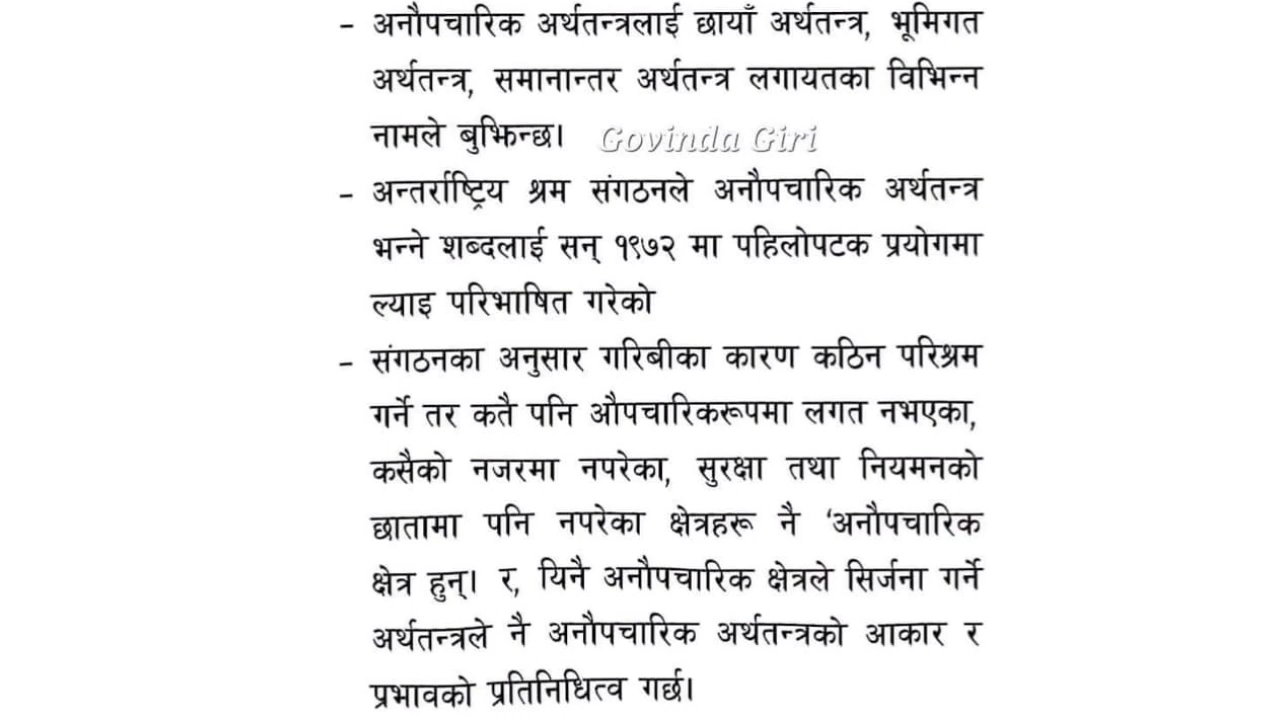 - अनौपचारिक अर्थतन्त्रलाई छायाँ अर्थतन्त्र, भूमिगत
अर्थतन्त्र, समानान्तर अर्थतन्त्र लगायतका विभिन्न
नामले बुझिन्छ। Govinda Giri
- अन्तर्राष्ट्रिय श्रम संगठनले अनौपचारिक अर्थतन्त्र
भन्ने शब्दलाई सन् १९७२ मा पहिलोपटक प्रयोगमा
ल्याइ परिभाषित गरेको
- संगठनका अनुसार गरिबीका कारण कठिन परिश्रम
गर्ने तर कतै पनि औपचारिकरूपमा लगत नभएका,
कसैको नजरमा नपरेका, सुरक्षा तथा नियमनको
छातामा पनि नपरेका क्षेत्रहरू नै ‘अनौपचारिक
क्षेत्र हुन्। र, यिनै अनौपचारिक क्षेत्रले सिर्जना गर्ने
अर्थतन्त्रले नै अनौपचारिक अर्थतन्त्रको आकार र
प्रभावको प्रतिनिधित्व गर्छ।